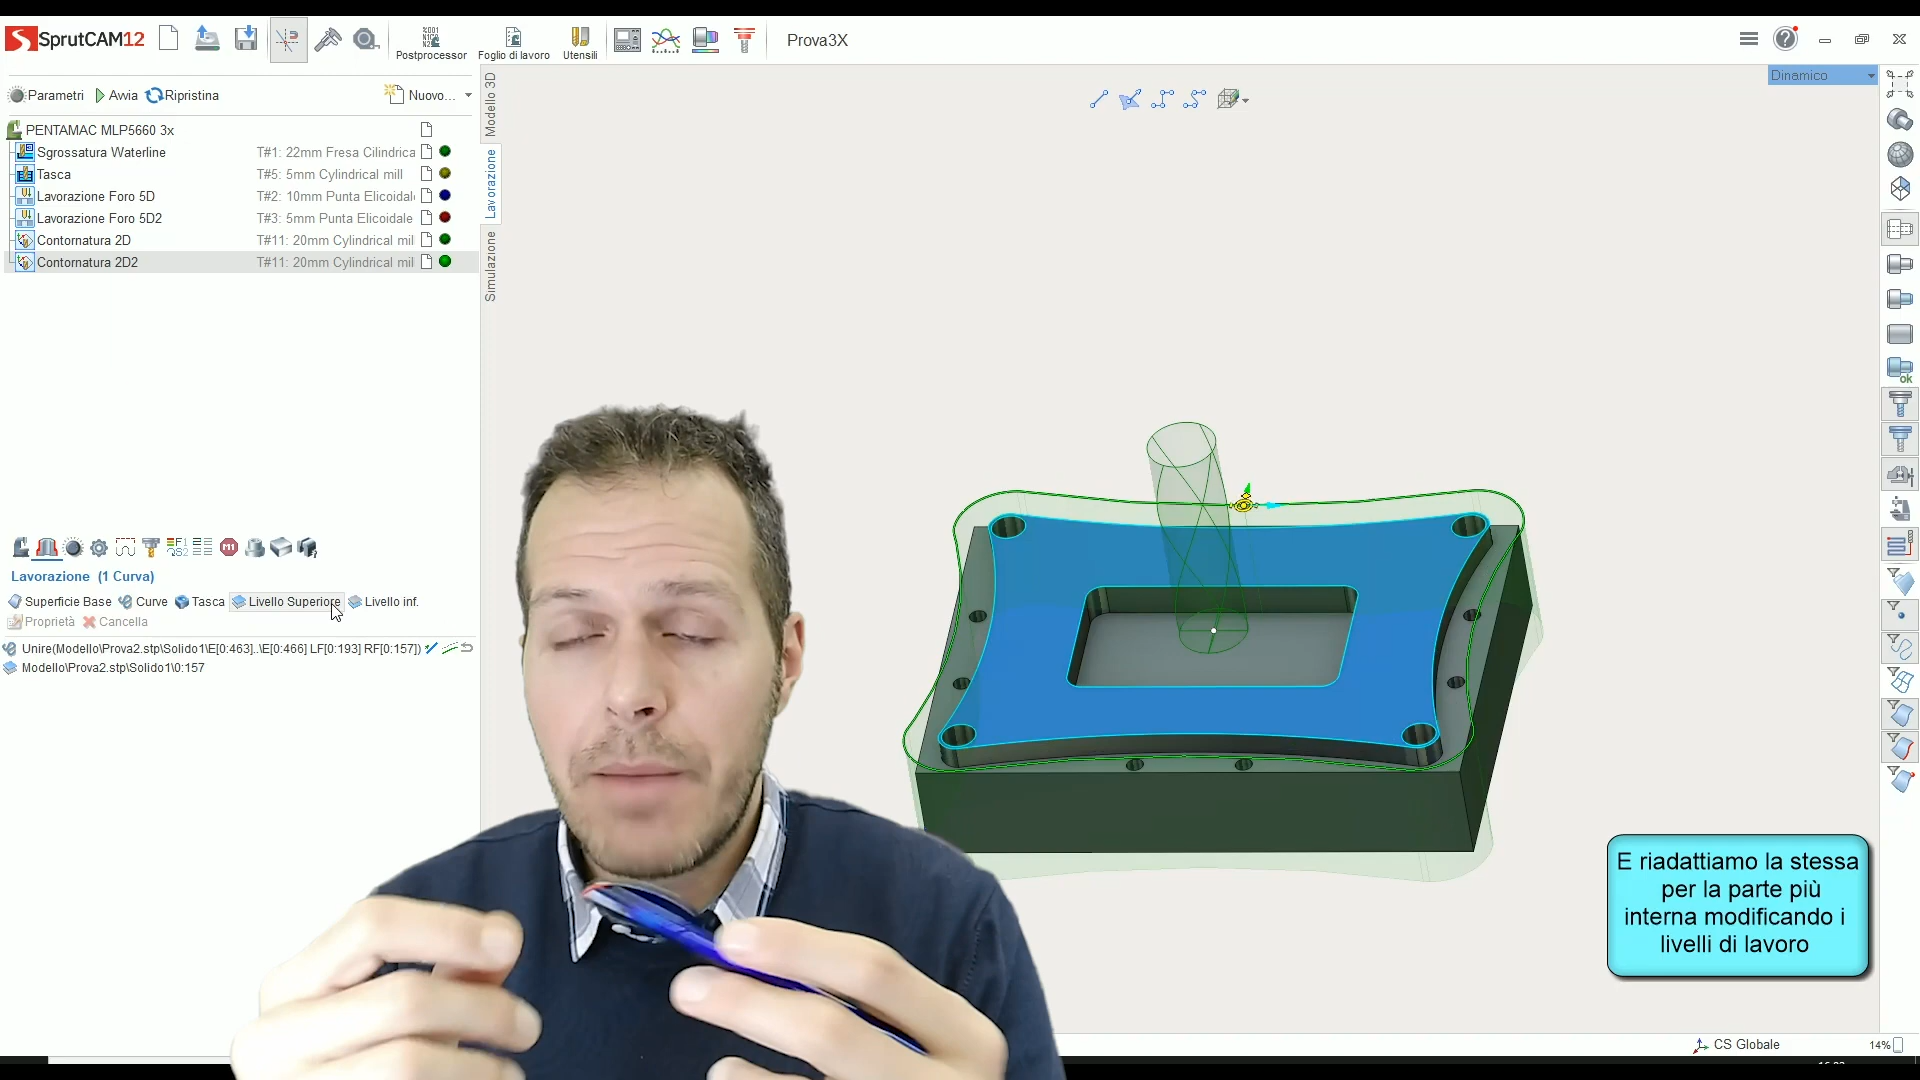 SprutCAM12
Postprocessor
Foglio di lavoro
Utensili
Prova3X
Dinamico
Parametri
Avvia
Ripristina
Nuovo...
PENTAMAC MLP5660 3x
Sgrossatura Waterline T#1: 22mm Fresa Cilindrica
Tasca T#5: 5mm Cylindrical mill
Lavorazione Foro 5D T#2: 10mm Punta Elicoidal
Lavorazione Foro 5D2 T#3: 5mm Punta Elicoidale
Contornatura 2D T#11: 20mm Cylindrical mil
Contornatura 2D2 T#11: 20mm Cylindrical mil
Modello 3D
Lavorazione
Simulazione
ok
M1
Lavorazione (1 Curva)
Superficie Base
Curve
Tasca
Livello Superiore
Livello inf.
Proprietà
Cancella
Unire(Modello\Prova2.stp\Solido1\E[0:463]..\E[0:466] LF[0:193] RF[0:157])
Modello\Prova2.stp\Solido1\0:157
E riadattiamo la stessa
per la parte più
interna modificando i
livelli di lavoro
CS Globale
14%